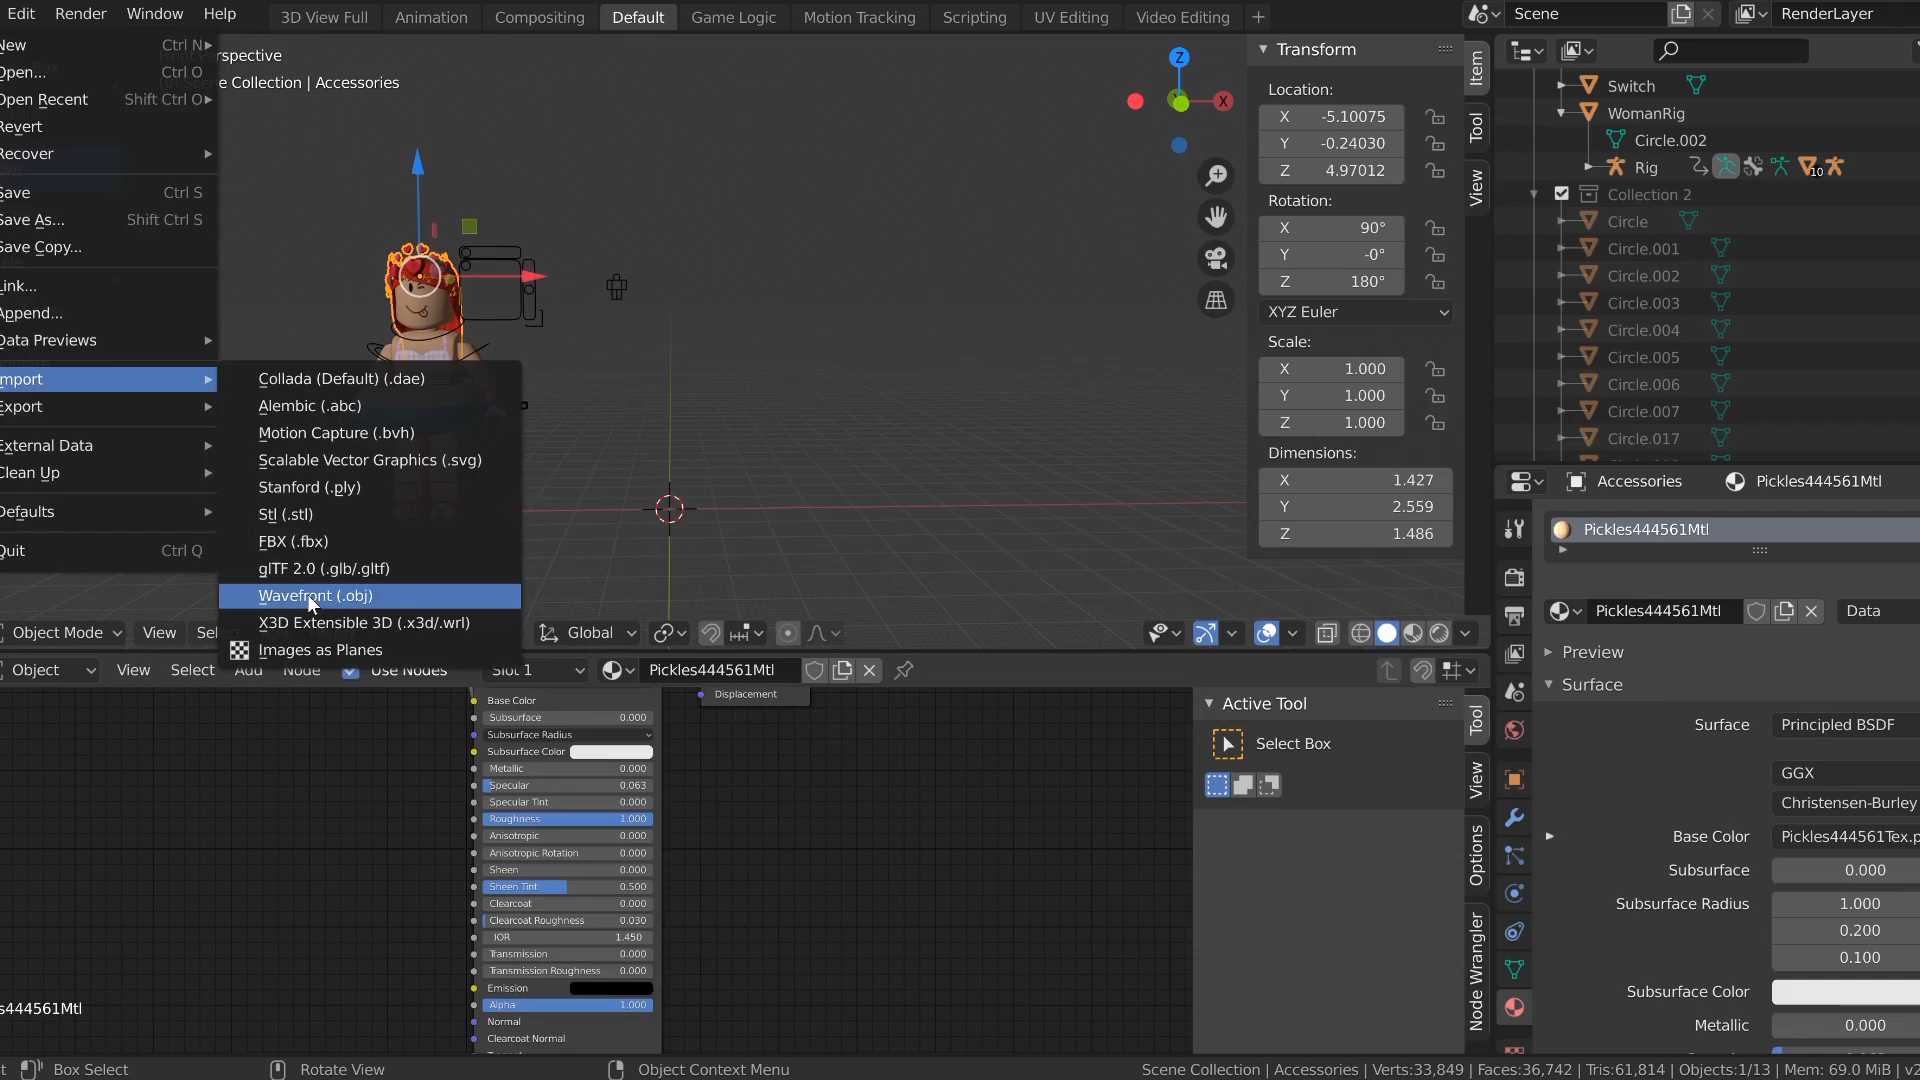 Edit Render Window Help
3D View Full Animation Compositing Default Game Logic Motion Tracking Scripting UV Editing Video Editing +
Scene
RenderLayer
New Ctrl N
Open... Ctrl O
Open Recent Shift Ctrl O
Revert
Recover
Save Ctrl S
Save As... Shift Ctrl S
Save Copy...
Link...
Append...
Data Previews
Import
Export
External Data
Clean Up
Defaults
Quit Ctrl Q
Collada (Default) (.dae)
Alembic (.abc)
Motion Capture (.bvh)
Scalable Vector Graphics (.svg)
Stanford (.ply)
Stl (.stl)
FBX (.fbx)
glTF 2.0 (.glb/.gltf)
Wavefront (.obj)
X3D Extensible 3D (.x3d/.wrl)
Images as Planes
rspective
e Collection | Accessories
Z
X
Transform
Location:
X -5.10075
Y -0.24030
Z 4.97012
Rotation:
X 90°
Y -0°
Z 180°
XYZ Euler
Scale:
X 1.000
Y 1.000
Z 1.000
Dimensions:
X 1.427
Y 2.559
Z 1.486
Item
Tool
View
Switch
WomanRig
Circle.002
Rig 10
Collection 2
Circle
Circle.001
Circle.002
Circle.003
Circle.004
Circle.005
Circle.006
Circle.007
Circle.017
Object Mode View Sel
Global
Object View Select Add Node Use Nodes Slot 1 Pickles444561Mtl
Displacement
Base Color
Subsurface 0.000
Subsurface Radius
Subsurface Color
Metallic 0.000
Specular 0.063
Specular Tint 0.000
Roughness 1.000
Anisotropic 0.000
Anisotropic Rotation 0.000
Sheen 0.000
Sheen Tint 0.500
Clearcoat 0.000
Clearcoat Roughness 0.030
IOR 1.450
Transmission 0.000
Transmission Roughness 0.000
Emission
Alpha 1.000
Normal
Clearcoat Normal
s444561Mtl
Active Tool
Select Box
Tool
View
Options
Node Wrangler
Accessories Pickles444561Mtl
Pickles444561Mtl
Pickles444561Mtl Data
Preview
Surface
Surface Principled BSDF
GGX
Christensen-Burley
Base Color Pickles444561Tex.p
Subsurface 0.000
Subsurface Radius 1.000
0.200
0.100
Subsurface Color
Metallic 0.000
t Box Select Rotate View Object Context Menu
Scene Collection | Accessories | Verts:33,849 | Faces:36,742 | Tris:61,814 | Objects:1/13 | Mem: 69.0 MiB | v2